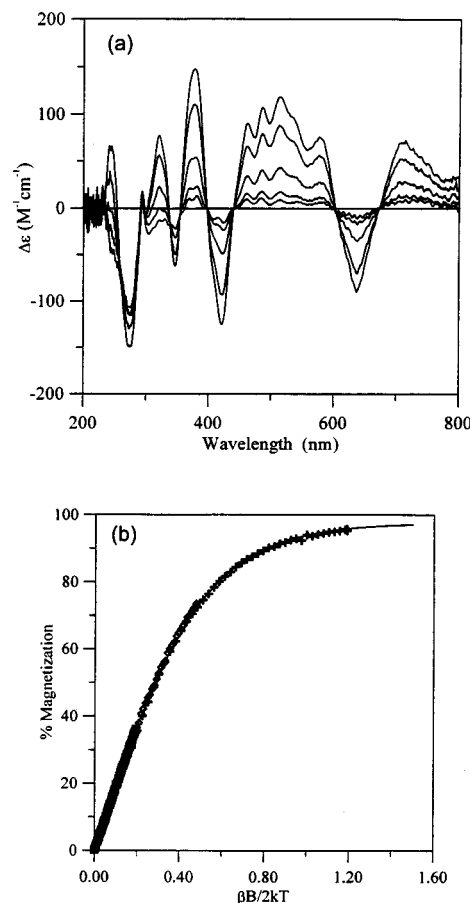 (a)
200
100
0
-100
-200
Δε (M⁻¹cm⁻¹)
200 400 600 800
Wavelength (nm)
(b)
100
80
60
40
20
0
% Magnetization
0.00 0.40 0.80 1.20 1.60
βB/2kT